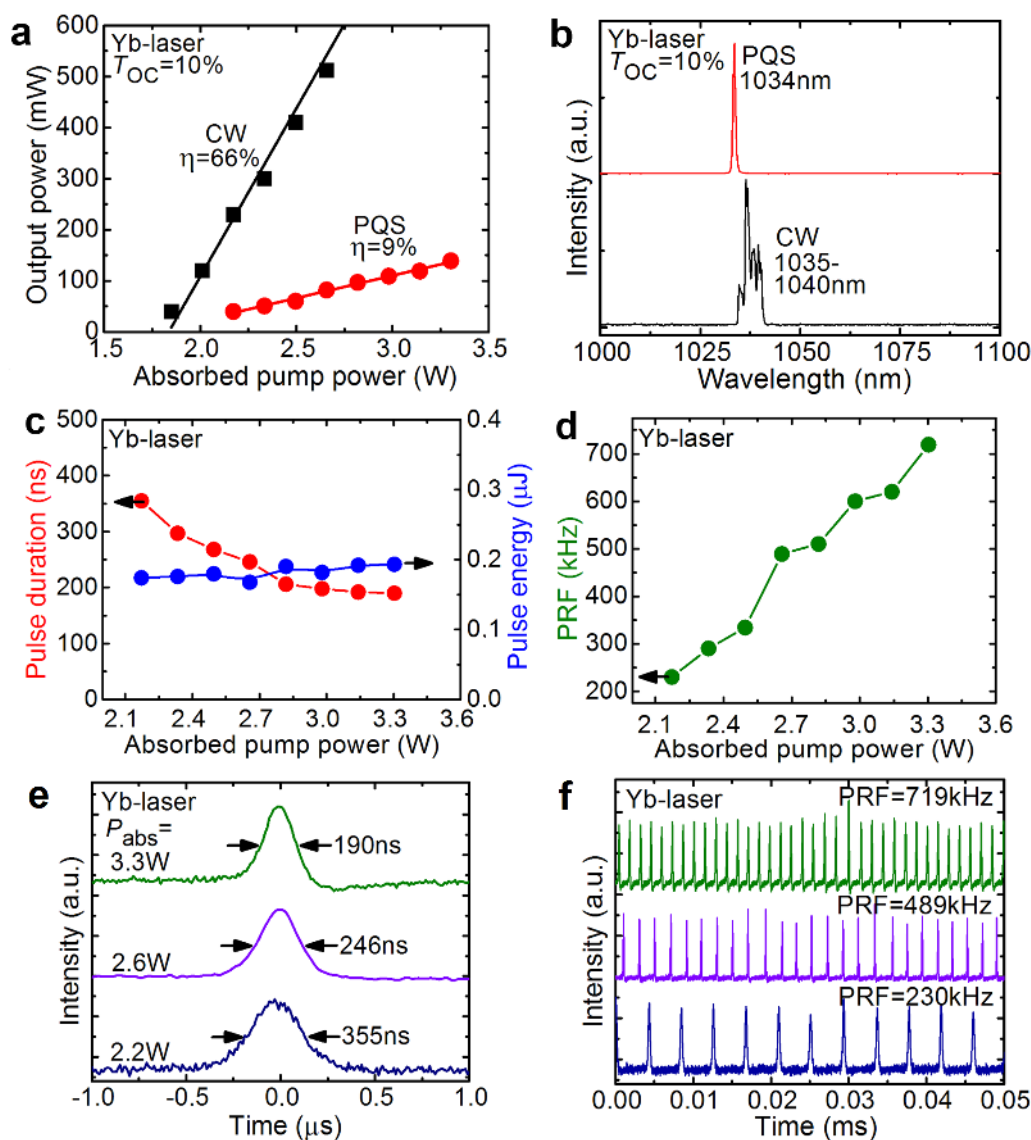 a
Yb-laser
T_OC=10%
CW
η=66%
PQS
η=9%
Output power (mW)
600
500
400
300
200
100
0
1.5 2.0 2.5 3.0 3.5
Absorbed pump power (W)
b
Yb-laser
T_OC=10%
PQS
1034nm
CW
1035-
1040nm
Intensity (a.u.)
1000 1025 1050 1075 1100
Wavelength (nm)
c
Yb-laser
Pulse duration (ns)
500
400
300
200
100
0
Pulse energy (μJ)
0.4
0.3
0.2
0.1
0.0
2.1 2.4 2.7 3.0 3.3 3.6
Absorbed pump power (W)
d
Yb-laser
PRF (kHz)
700
600
500
400
300
200
2.1 2.4 2.7 3.0 3.3 3.6
Absorbed pump power (W)
e
Yb-laser
P_abs=
3.3W
190ns
2.6W
246ns
2.2W
355ns
Intensity (a.u.)
-1.0 -0.5 0.0 0.5 1.0
Time (μs)
f
Yb-laser
PRF=719kHz
PRF=489kHz
PRF=230kHz
Intensity (a.u.)
0.00 0.01 0.02 0.03 0.04 0.05
Time (ms)